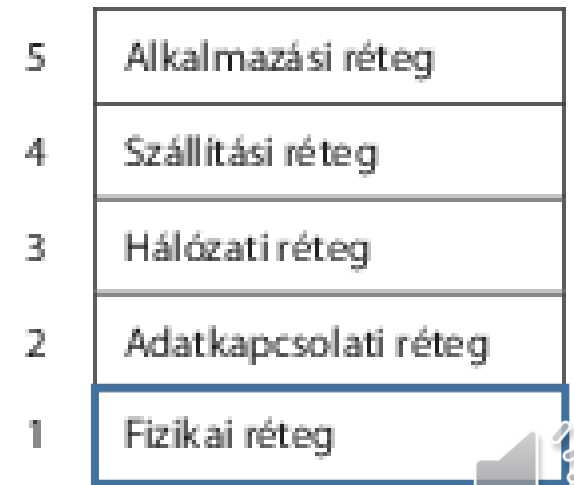 5 Alkalmazási réteg
4 Szállítási réteg
3 Hálózati réteg
2 Adatkapcsolati réteg
1 Fizikai réteg